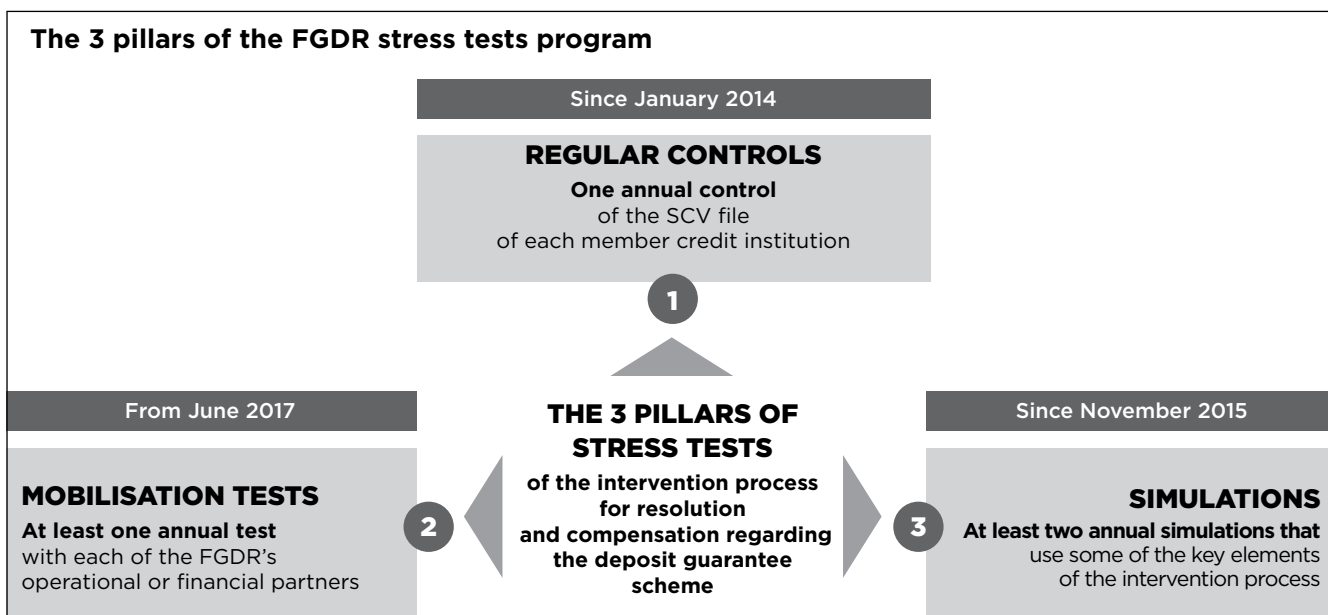 The 3 pillars of the FGDR stress tests program
Since January 2014
REGULAR CONTROLS
One annual control
of the SCV file
of each member credit institution
1
From June 2017
MOBILISATION TESTS
At least one annual test
with each of the FGDR's
operational or financial partners
2
THE 3 PILLARS OF
STRESS TESTS
of the intervention process
for resolution
and compensation regarding
the deposit guarantee
scheme
3
Since November 2015
SIMULATIONS
At least two annual simulations that
use some of the key elements
of the intervention process